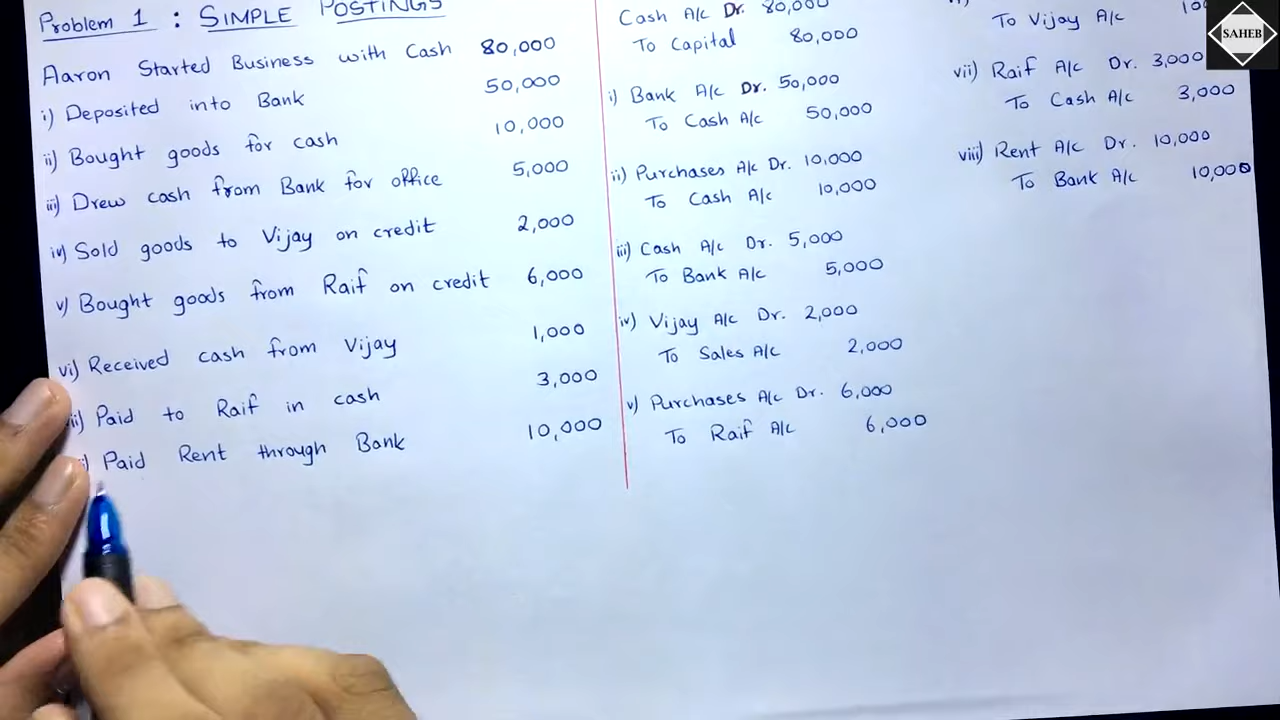 Problem 1 : SIMPLE POSTINGS
Aaron Started Business with Cash 80,000
i) Deposited into Bank 50,000
ii) Bought goods for cash 10,000
iii) Drew cash from Bank for office 5,000
iv) Sold goods to Vijay on credit 2,000
v) Bought goods from Raif on credit 6,000
vi) Received cash from Vijay 1,000
ii) Paid to Raif in cash 3,000
Paid Rent through Bank 10,000
Cash A/c Dr. 80,000
To Capital 80,000
i) Bank A/c Dr. 50,000
To Cash A/c 50,000
ii) Purchases A/c Dr. 10,000
To Cash A/c 10,000
iii) Cash A/c Dr. 5,000
To Bank A/c 5,000
iv) Vijay A/c Dr. 2,000
To Sales A/c 2,000
v) Purchases A/c Dr. 6,000
To Raif A/c 6,000
To Vijay A/c
vii) Raif A/c Dr. 3,000
To Cash A/c 3,000
viii) Rent A/c Dr. 10,000
To Bank A/c 10,000
SAHEB